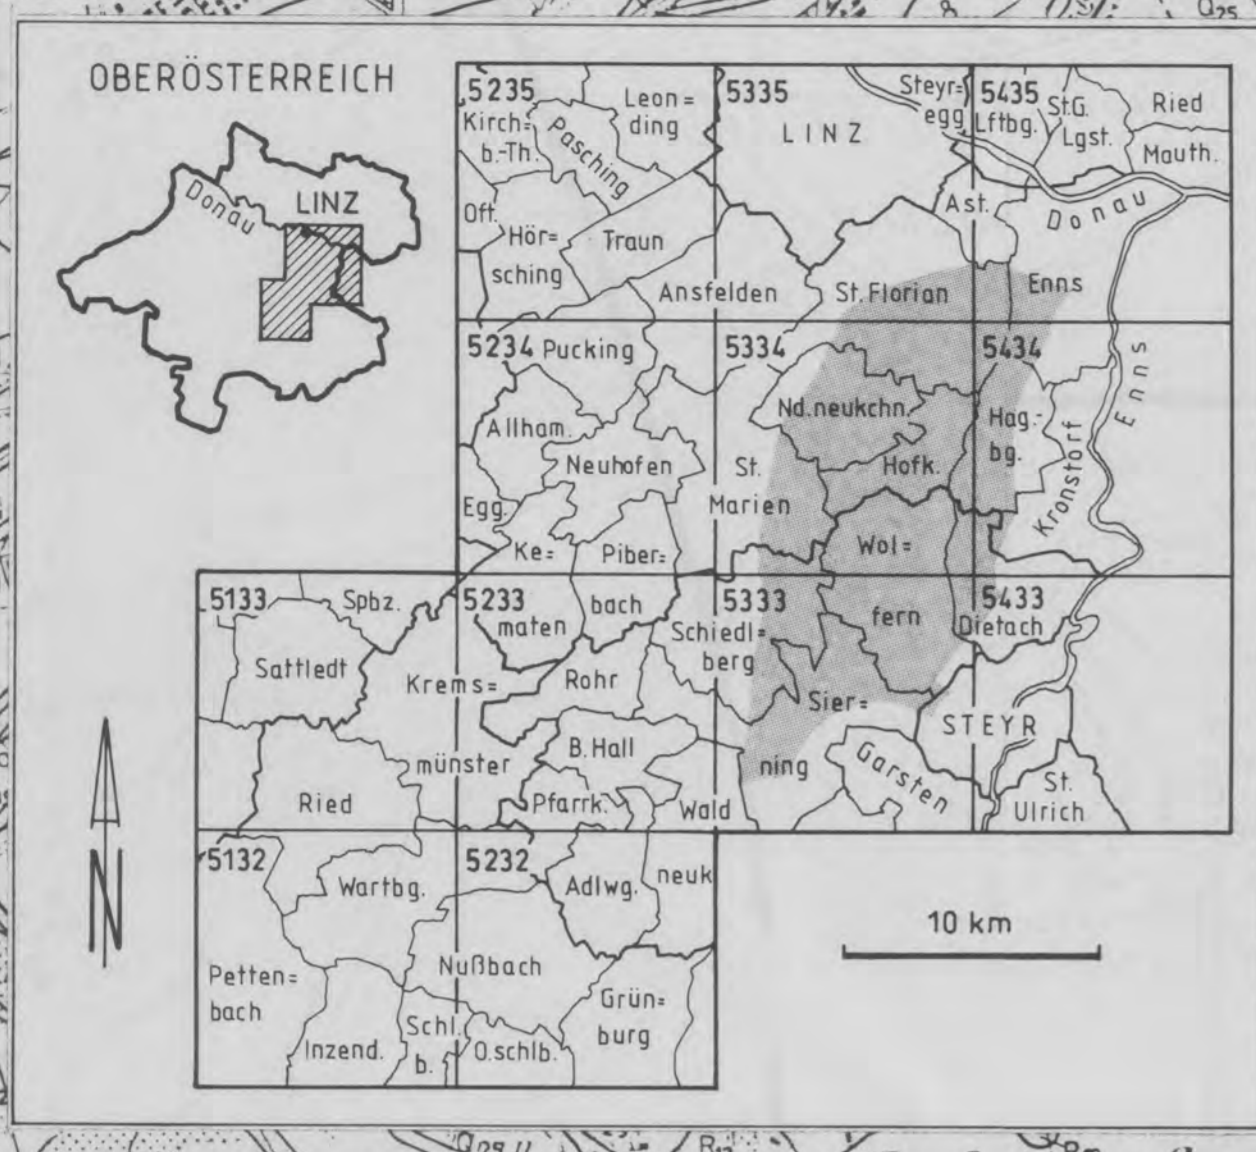 Q25
OBERÖSTERREICH
Donau
LINZ
5235
Leon=
ding
Kirch=
b.-Th.
Pasching
Oft.
Hör=
sching
Traun
Ansfelden
5335
LINZ
Steyr=
egg
Ast.
St. Florian
5435
Lftbg.
St.G.
Lgst.
Ried
Mauth.
Donau
Enns
5234 Pucking
Allham.
Neuhofen
Egg.
Ke=
Piber=
5334
Nd.neukchn.
St.
Marien
Hofk.
Wol=
5434
Hag.-
bg.
Kronstorf
Enns
5133
Spbz.
Sattledt
Krems=
münster
Ried
5233
maten
bach
Schiedl=
berg
Rohr
B. Hall
Pfarrk.
Wald
5333
fern
Sier=
ning
Garsten
5433
Dietach
STEYR
St.
Ulrich
N
5132
Wartbg.
Petten=
bach
Inzend.
Schl.
b.
5232
Adlwg.
neuk
Nußbach
Grün=
burg
O.schlb.
10 km